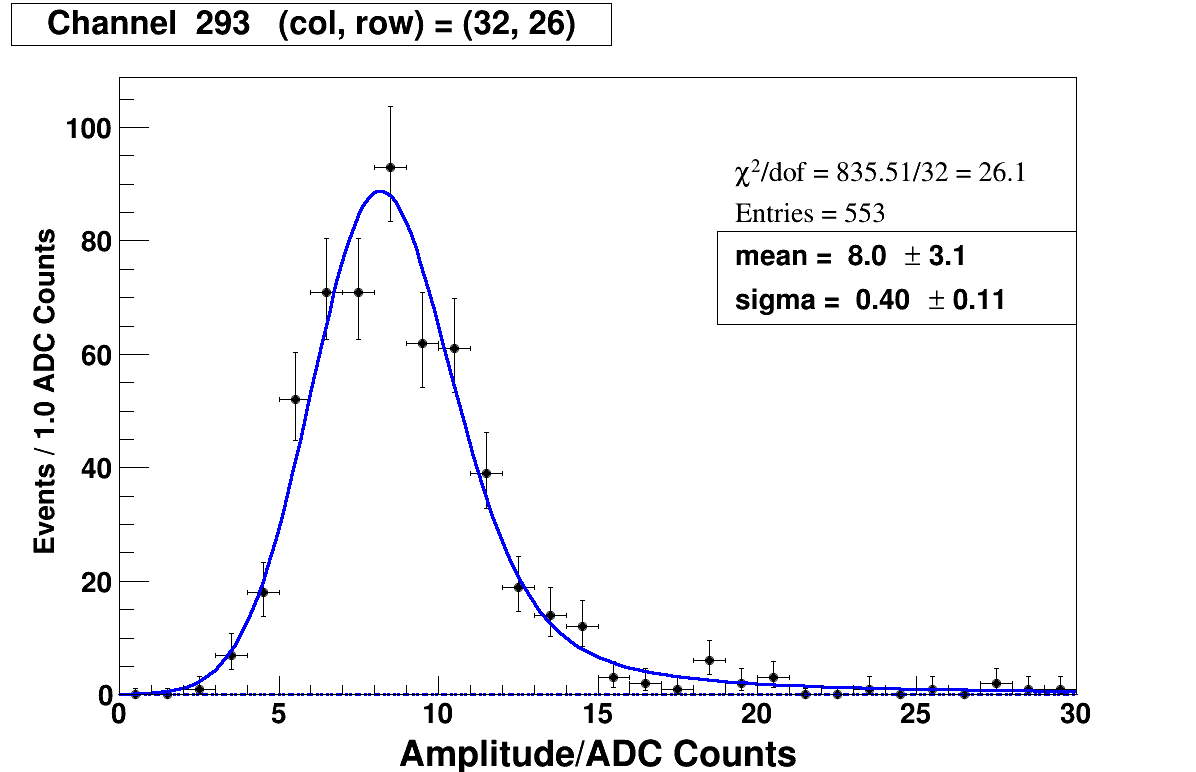 Channel 293 (col, row) = (32, 26)
χ²/dof = 835.51/32 = 26.1
Entries = 553
mean = 8.0 ± 3.1
sigma = 0.40 ± 0.11
Events / 1.0 ADC Counts
100
80
60
40
20
0
0 5 10 15 20 25 30
Amplitude/ADC Counts